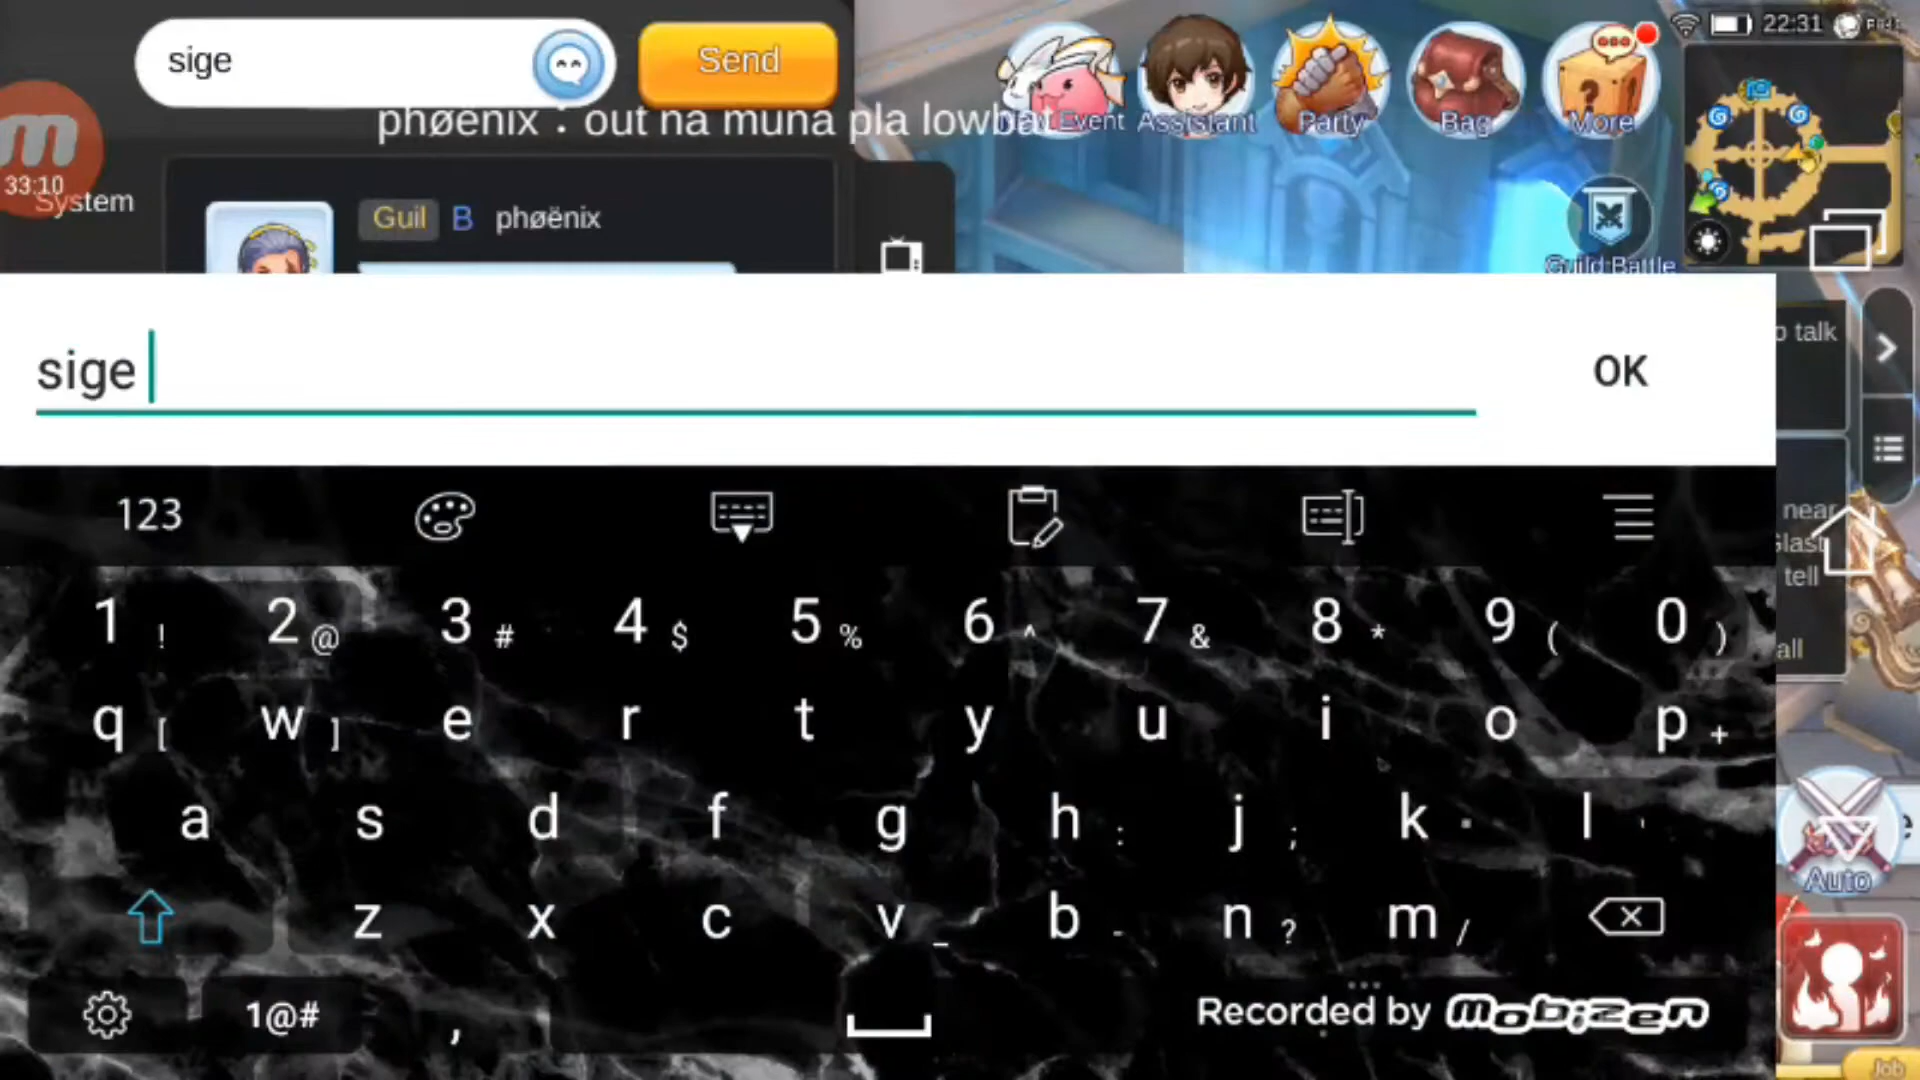 sige
Send
22:31
phøënix : out na muna pla lowbat
Event
Assistant
Party
Bag
More
33:10
System
Guil B phøënix
Guild Battle
talk
sige
OK
near
tell
all
123
1 ! 2 @ 3 # 4 $ 5 % 6 ^ 7 & 8 * 9 ( 0 )
q [ w ] e r t y u i o p +
a s d f g h : j ; k l '
z x c v _ b - n ? m /
Auto
1@# ,
Recorded by Mobizen
Job